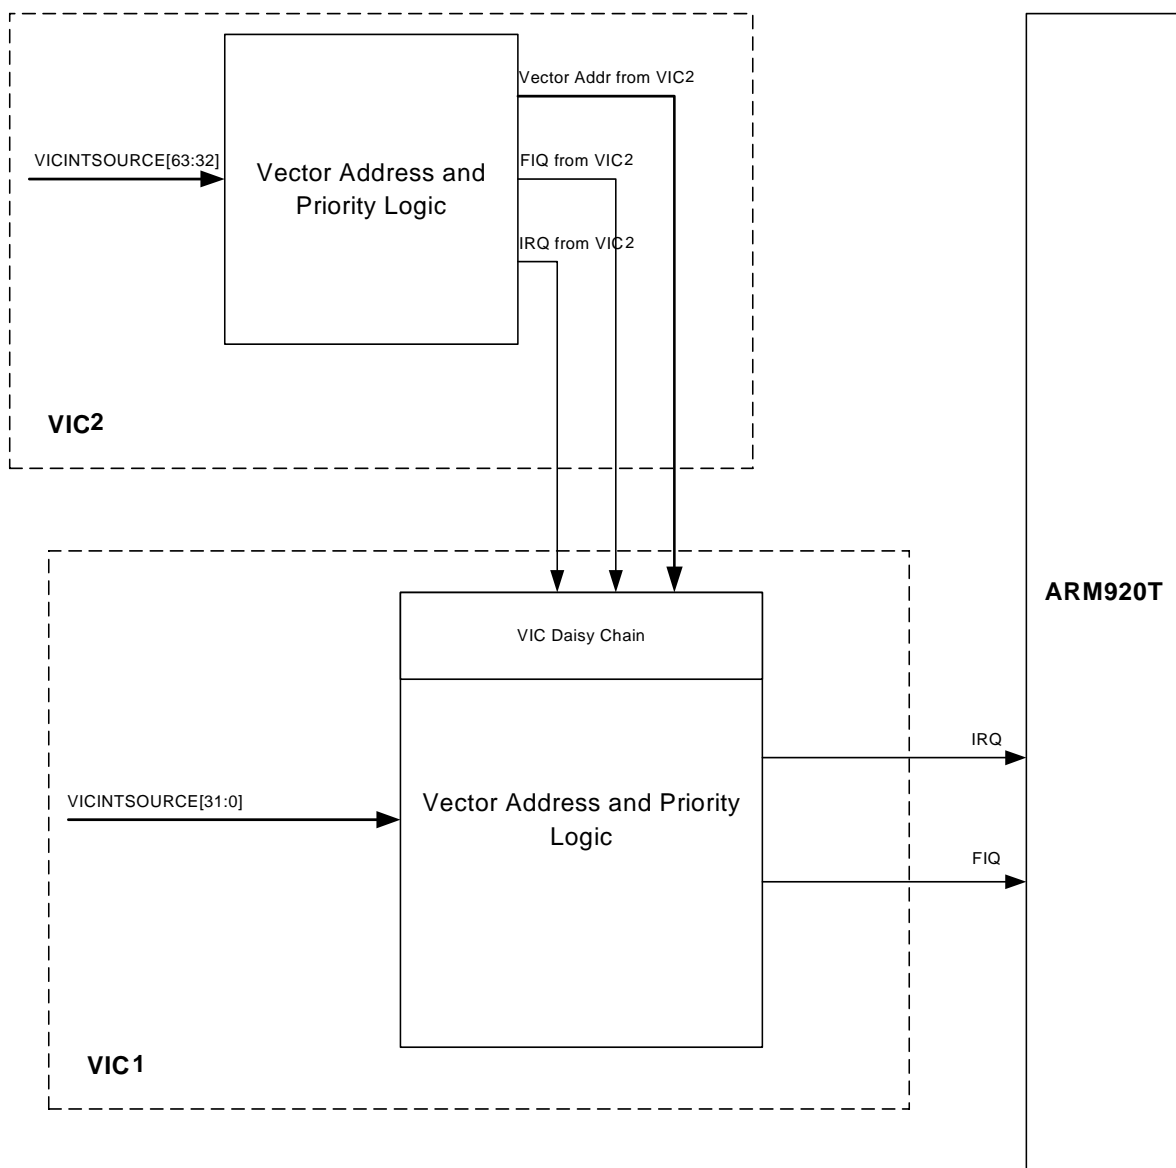 Vector Addr from VIC2
VICINTSOURCE[63:32]
FIQ from VIC2
Vector Address and
Priority Logic
IRQ from VIC2
VIC2
ARM920T
VIC Daisy Chain
IRQ
VICINTSOURCE[31:0]
Vector Address and Priority
Logic
FIQ
VIC1